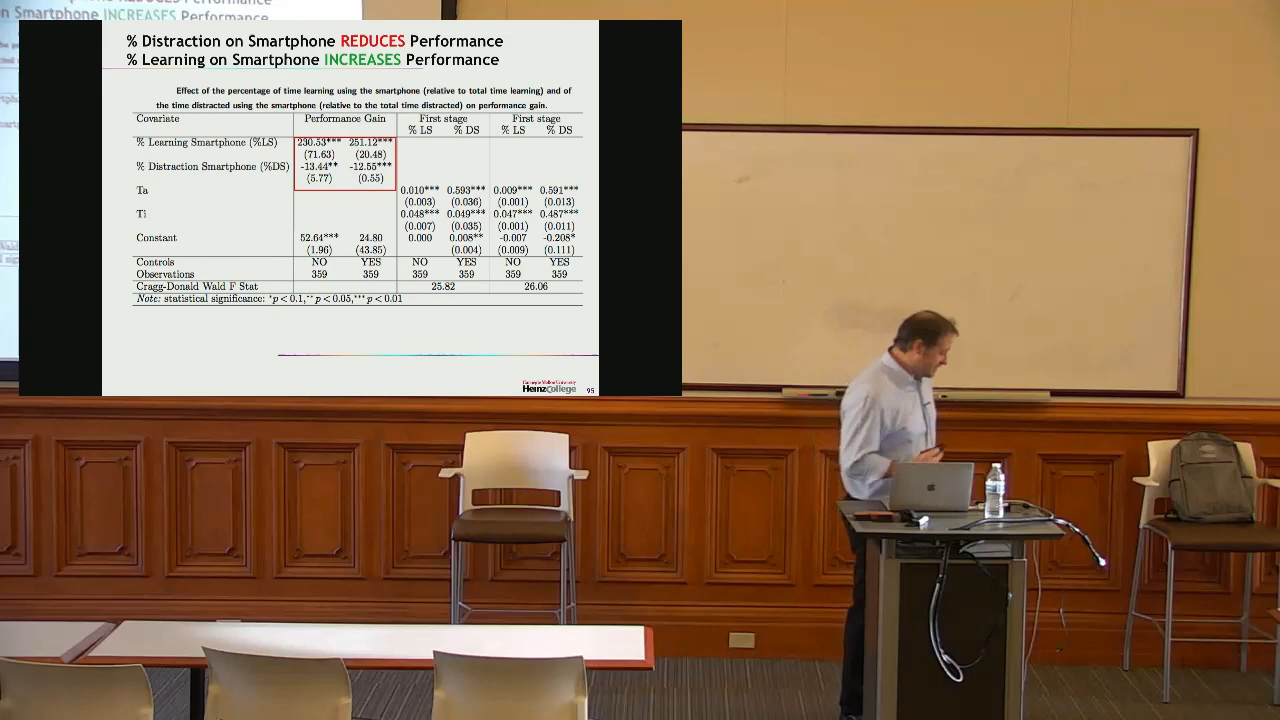 % Distraction on Smartphone REDUCES Performance
% Learning on Smartphone INCREASES Performance
Effect of the percentage of time learning using the smartphone (relative to total time learning) and of
the time distracted using the smartphone (relative to the total time distracted) on performance gain.
Covariate Performance Gain First stage First stage
% LS % DS % LS % DS
% Learning Smartphone (%LS) 230.53*** 251.12***
(71.63) (20.48)
% Distraction Smartphone (%DS) -13.44** -12.55***
(5.77) (0.55)
Ta 0.010*** 0.593*** 0.009*** 0.591***
(0.003) (0.036) (0.001) (0.013)
Ti 0.048*** 0.049*** 0.047*** 0.487***
(0.007) (0.035) (0.001) (0.011)
Constant 52.64*** 24.80 0.000 0.008** -0.007 -0.208*
(1.96) (43.85) (0.004) (0.009) (0.111)
Controls NO YES NO YES NO YES
Observations 359 359 359 359 359 359
Cragg-Donald Wald F Stat 25.82 26.06
Note: statistical significance: *p < 0.1,** p < 0.05,*** p < 0.01
Carnegie Mellon University
HeinzCollege 95
on Smartphone INCREASES Performance